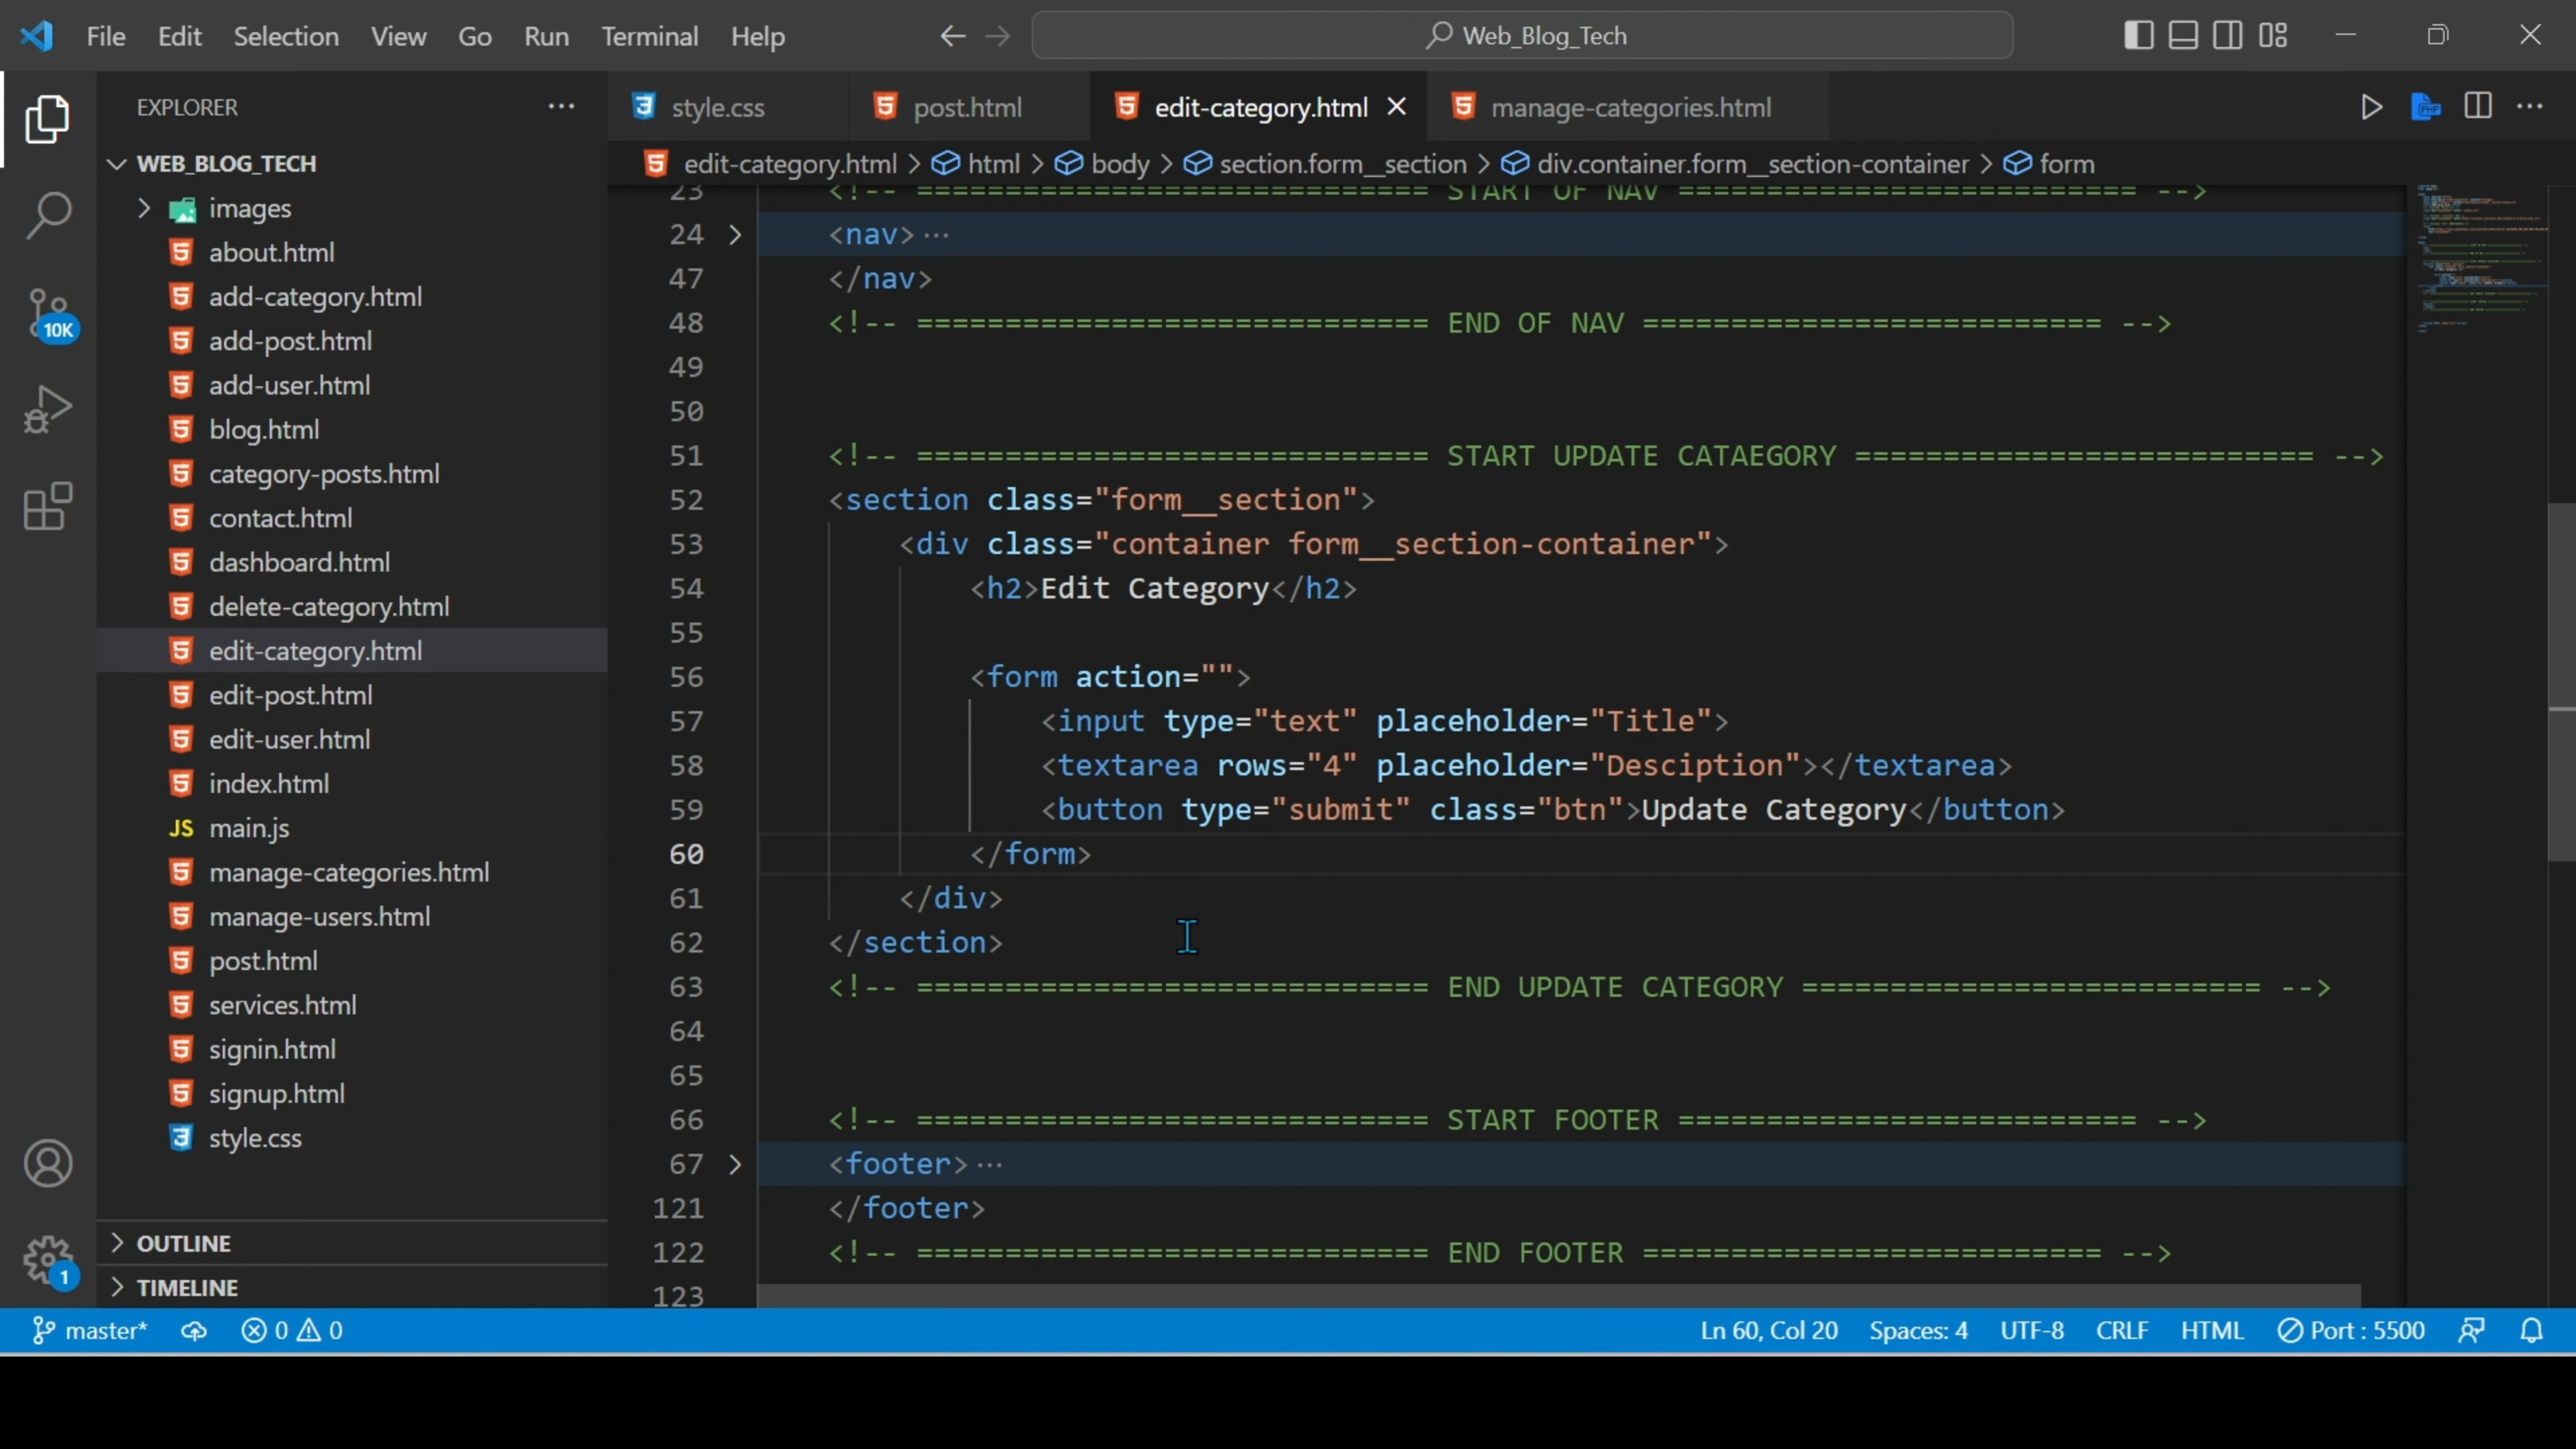 File Edit Selection View Go Run Terminal Help
Web_Blog_Tech
EXPLORER
WEB_BLOG_TECH
images
about.html
add-category.html
add-post.html
add-user.html
blog.html
category-posts.html
contact.html
dashboard.html
delete-category.html
edit-category.html
edit-post.html
edit-user.html
index.html
JS main.js
manage-categories.html
manage-users.html
post.html
services.html
signin.html
signup.html
style.css
OUTLINE
TIMELINE
10K
1
style.css post.html edit-category.html manage-categories.html
edit-category.html > html > body > section.form__section > div.container.form__section-container > form
23 <!-- ============================= START OF NAV ========================== -->
24 <nav>···
47 </nav>
48 <!-- ============================= END OF NAV ========================== -->
49
50
51 <!-- ============================= START UPDATE CATAEGORY ========================== -->
52 <section class="form__section">
53 <div class="container form__section-container">
54 <h2>Edit Category</h2>
55
56 <form action="">
57 <input type="text" placeholder="Title">
58 <textarea rows="4" placeholder="Desciption"></textarea>
59 <button type="submit" class="btn">Update Category</button>
60 </form>
61 </div>
62 </section>
63 <!-- ============================= END UPDATE CATEGORY ========================== -->
64
65
66 <!-- ============================= START FOOTER ========================== -->
67 <footer>···
121 </footer>
122 <!-- ============================= END FOOTER ========================== -->
123
master* 0 0 Ln 60, Col 20 Spaces: 4 UTF-8 CRLF HTML Port : 5500